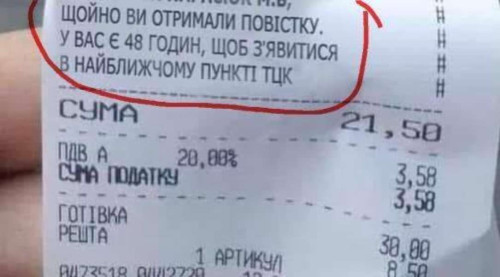 М.В,
ЩОЙНО ВИ ОТРИМАЛИ ПОВІСТКУ.
У ВАС Є 48 ГОДИН, ЩОБ З'ЯВИТИСЯ
В НАЙБЛИЖЧОМУ ПУНКТІ ТЦК
#
#
#
#
СУМА 21,50
ПДВ А 20,00% 3,58
СУМА ПОДАТКУ 3,58
ГОТІВКА 30,00
РЕШТА 8,50
1 АРТИКУЛ